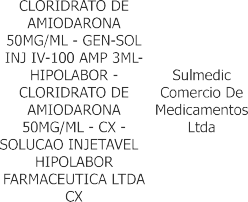 CLORIDRATO DE
AMIODARONA
50MG/ML - GEN-SOL
INJ IV-100 AMP 3ML-
HIPOLABOR -
CLORIDRATO DE
AMIODARONA
50MG/ML - CX -
SOLUCAO INJETAVEL
HIPOLABOR
FARMACEUTICA LTDA
CX
Sulmedic
Comercio De
Medicamentos
Ltda